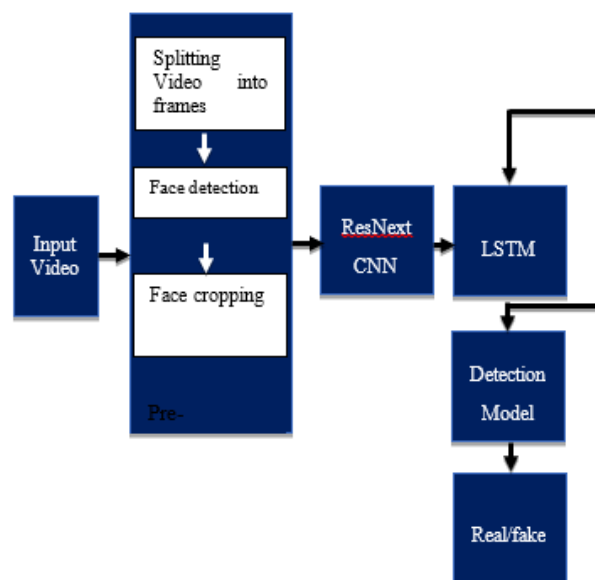 Splitting
Video into
frames
Face detection
Face cropping
Pre-
Input
Video
ResNext
CNN
LSTM
Detection
Model
Real/fake